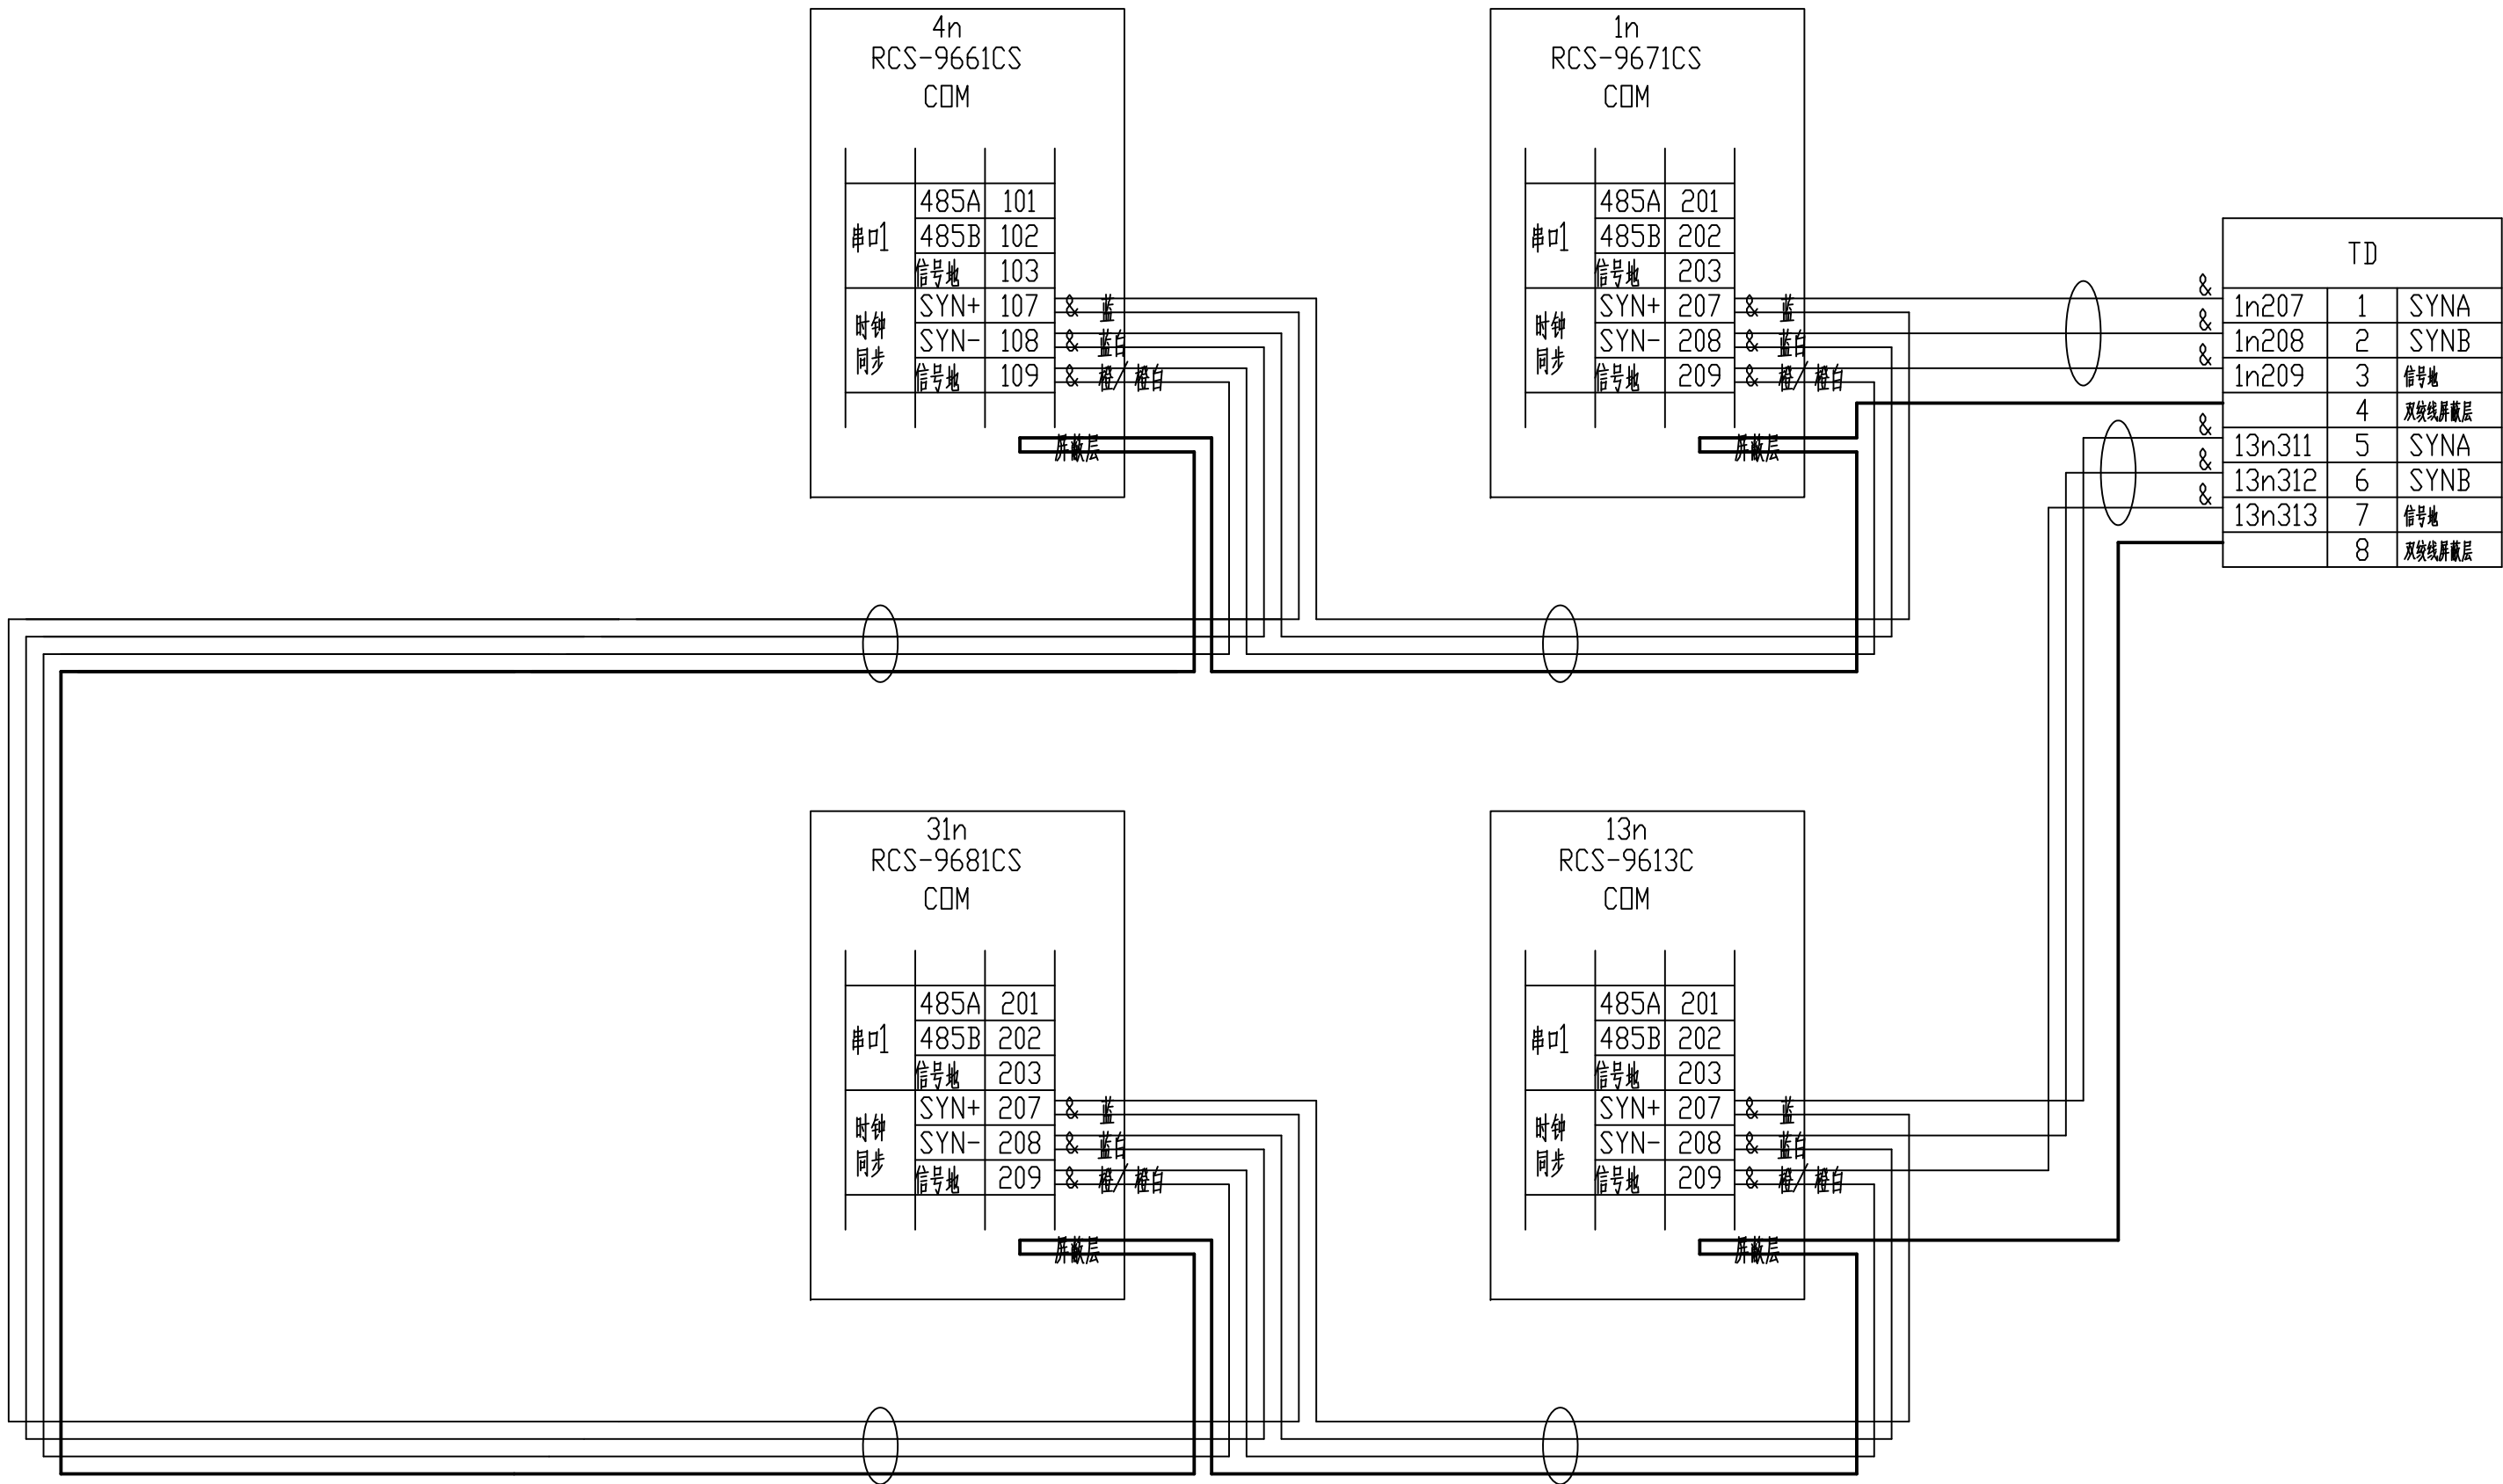 4n
RCS-9661CS
COM
串口1
485A 101
485B 102
信号地 103
时钟
同步
SYN+ 107 & 蓝
SYN- 108 & 蓝白
信号地 109 & 橙/橙白
屏蔽层
1n
RCS-9671CS
COM
串口1
485A 201
485B 202
信号地 203
时钟
同步
SYN+ 207 & 蓝
SYN- 208 & 蓝白
信号地 209 & 橙/橙白
屏蔽层
TD
& 1n207 1 SYNA
& 1n208 2 SYNB
& 1n209 3 信号地
4 双绞线屏蔽层
& 13n311 5 SYNA
& 13n312 6 SYNB
& 13n313 7 信号地
8 双绞线屏蔽层
31n
RCS-9681CS
COM
串口1
485A 201
485B 202
信号地 203
时钟
同步
SYN+ 207 & 蓝
SYN- 208 & 蓝白
信号地 209 & 橙/橙白
屏蔽层
13n
RCS-9613C
COM
串口1
485A 201
485B 202
信号地 203
时钟
同步
SYN+ 207 & 蓝
SYN- 208 & 蓝白
信号地 209 & 橙/橙白
屏蔽层